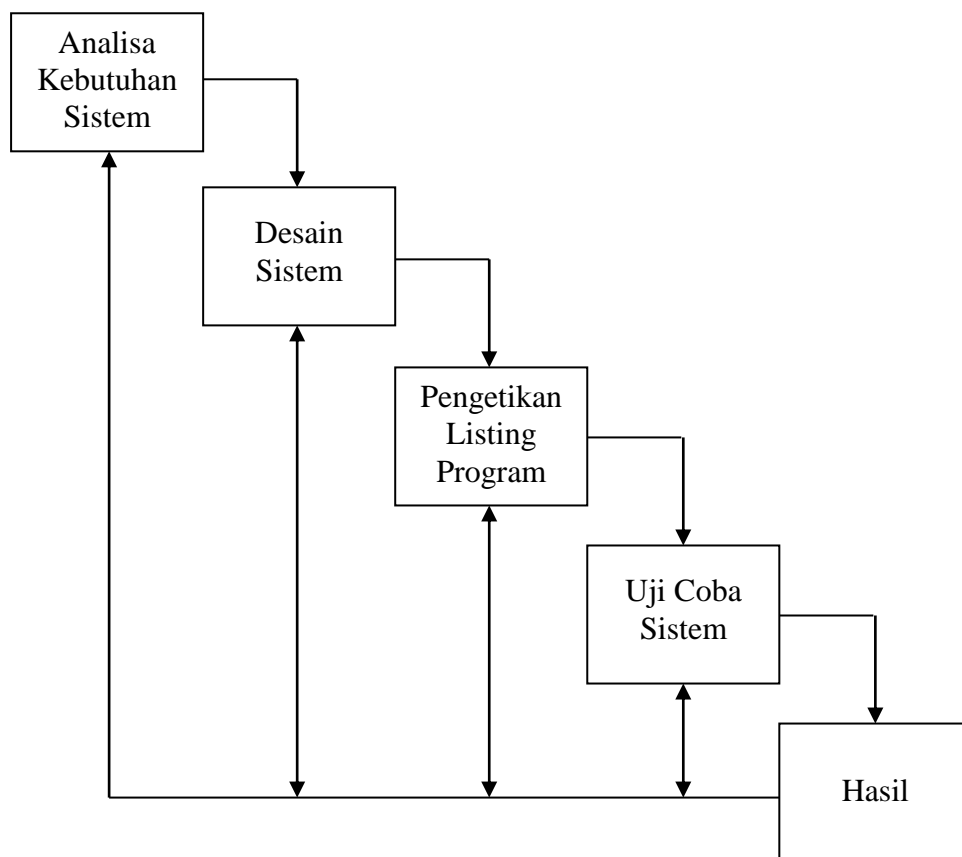 Analisa
Kebutuhan
Sistem
Desain
Sistem
Pengetikan
Listing
Program
Uji Coba
Sistem
Hasil